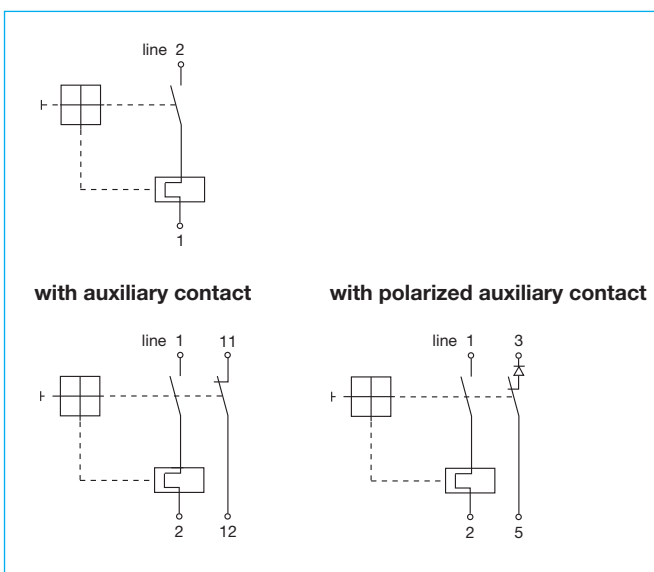 line 2
1
with auxiliary contact
with polarized auxiliary contact
line 1 11
line 1 3
2 12
2 5